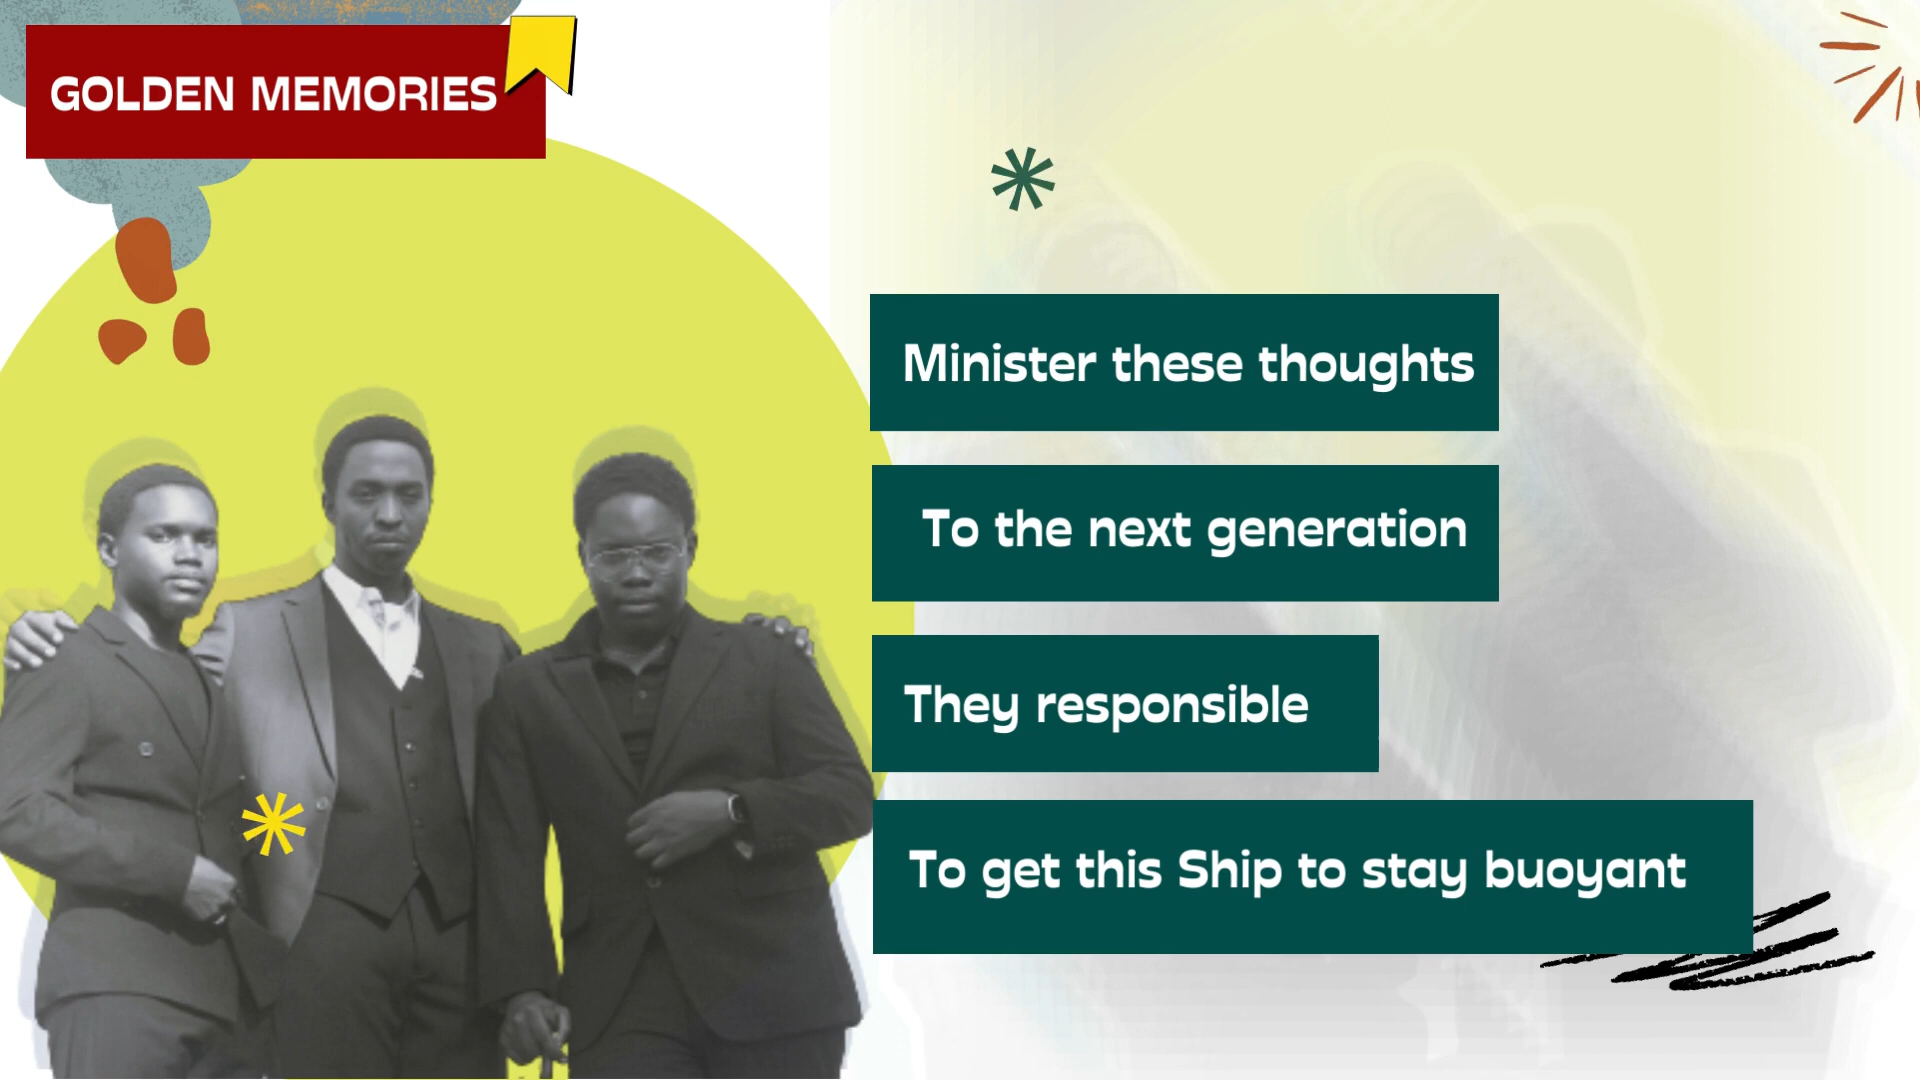 GOLDEN MEMORIES
Minister these thoughts
To the next generation
They responsible
To get this Ship to stay buoyant